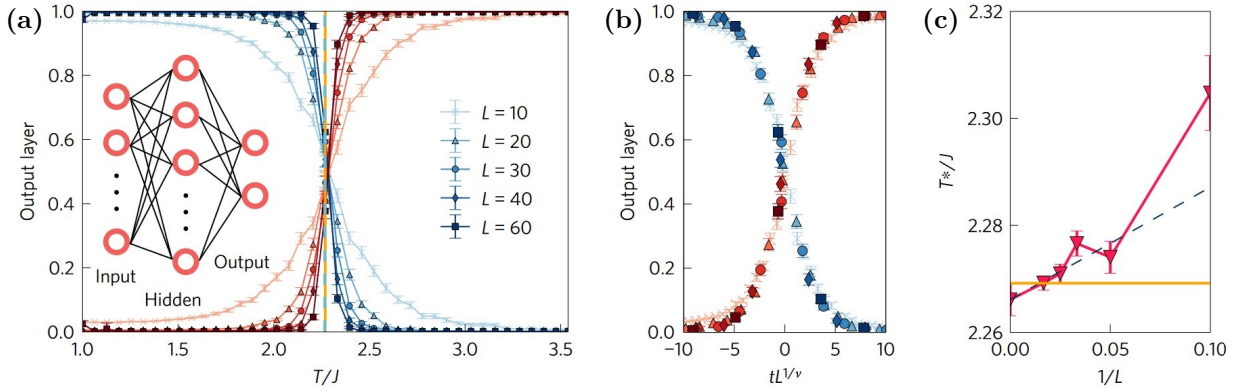 (a)
Output layer
1.0
0.8
0.6
0.4
0.2
0.0
1.0 1.5 2.0 2.5 3.0 3.5
T/J
Input
Hidden
Output
L = 10
L = 20
L = 30
L = 40
L = 60
(b)
Output layer
1.0
0.8
0.6
0.4
0.2
0.0
−10 −5 0 5 10
tL^{1/ν}
(c)
T*/J
2.32
2.30
2.28
2.26
0.00 0.05 0.10
1/L